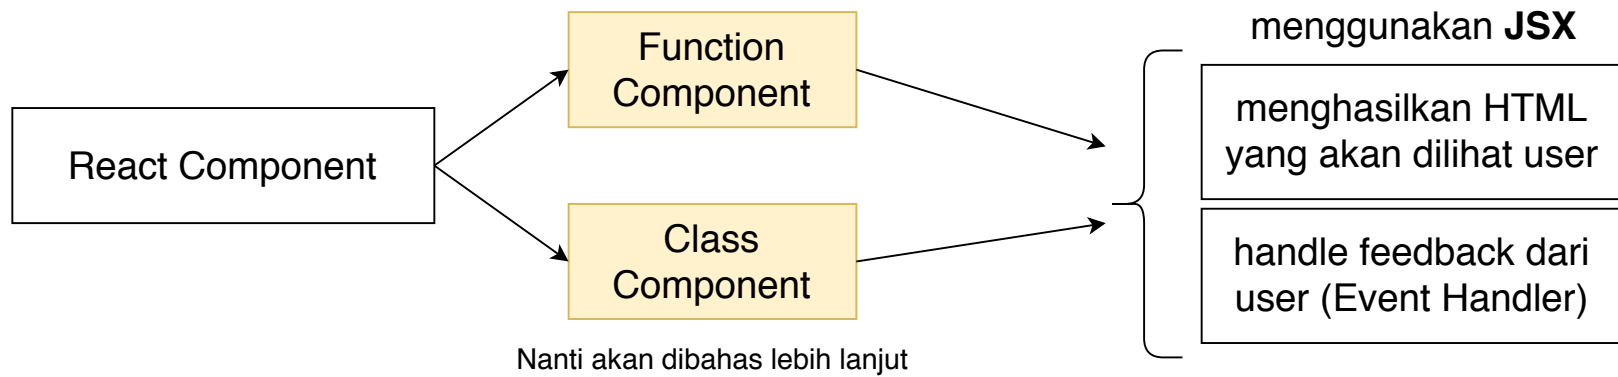 React Component
Function
Component
Class
Component
Nanti akan dibahas lebih lanjut
menggunakan JSX
menghasilkan HTML
yang akan dilihat user
handle feedback dari
user (Event Handler)